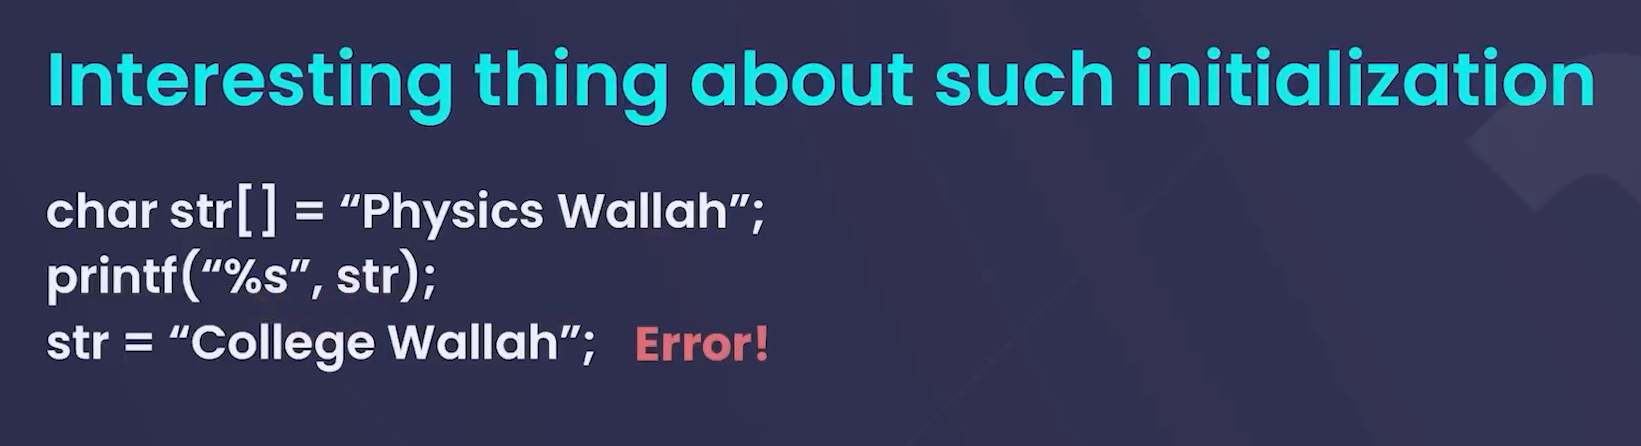 Interesting thing about such initialization
char str[] = “Physics Wallah”;
printf(“%s”, str);
str = “College Wallah”; Error!